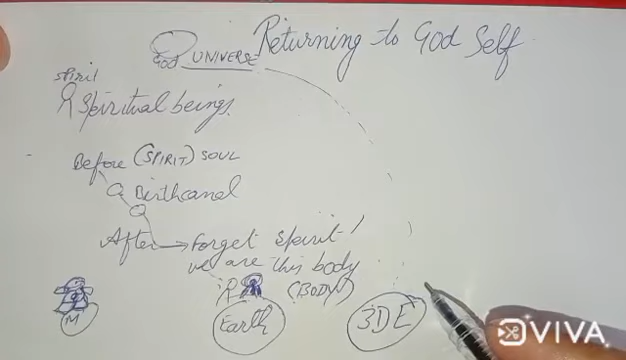 Returning to God Self
God UNIVERSE
spirit
Spiritual beings
Before (SPIRIT) SOUL
Birthcanal
After → Forget Spirit!
we are this body
(BODY)
M
Earth
3DE
VIVA